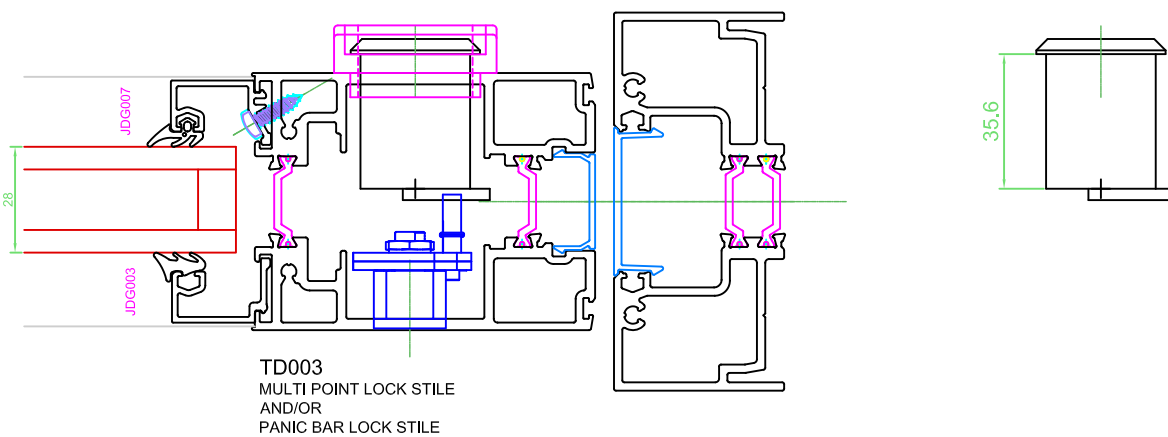 JDG007
28
JDG003
35.6
TD003
MULTI POINT LOCK STILE
AND/OR
PANIC BAR LOCK STILE